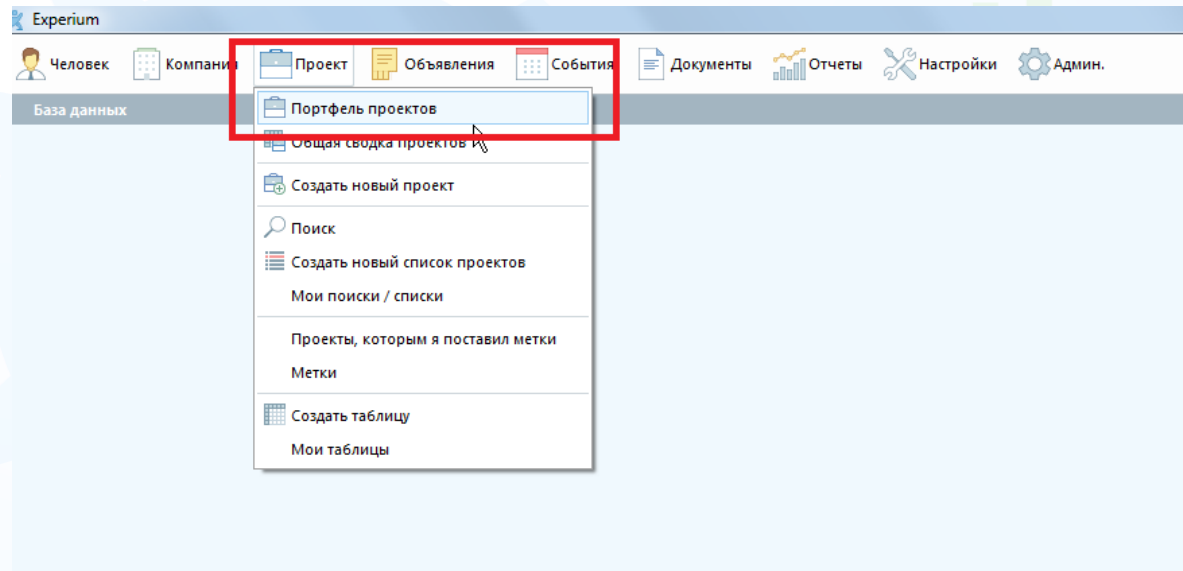 Experium
Человек Компания Проект Объявления События Документы Отчеты Настройки Админ.
База данных
Портфель проектов
Общая сводка проектов
Создать новый проект
Поиск
Создать новый список проектов
Мои поиски / списки
Проекты, которым я поставил метки
Метки
Создать таблицу
Мои таблицы